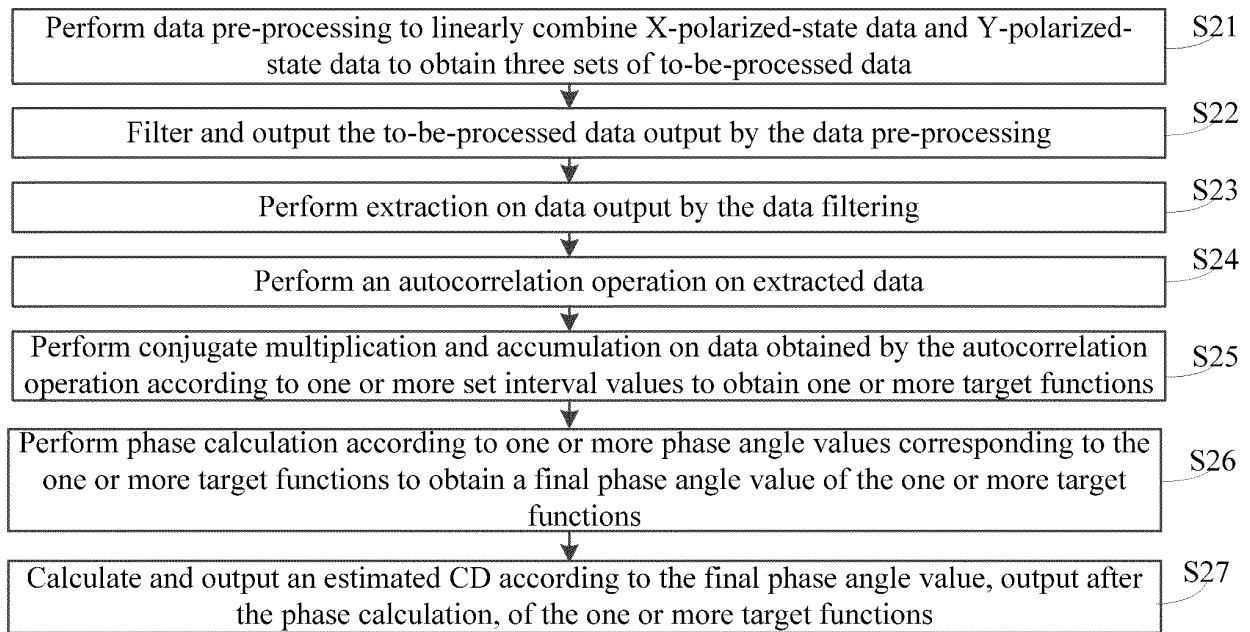 Perform data pre-processing to linearly combine X-polarized-state data and Y-polarized-
state data to obtain three sets of to-be-processed data
S21
Filter and output the to-be-processed data output by the data pre-processing
S22
Perform extraction on data output by the data filtering
S23
Perform an autocorrelation operation on extracted data
S24
Perform conjugate multiplication and accumulation on data obtained by the autocorrelation
operation according to one or more set interval values to obtain one or more target functions
S25
Perform phase calculation according to one or more phase angle values corresponding to the
one or more target functions to obtain a final phase angle value of the one or more target
functions
S26
Calculate and output an estimated CD according to the final phase angle value, output after
the phase calculation, of the one or more target functions
S27